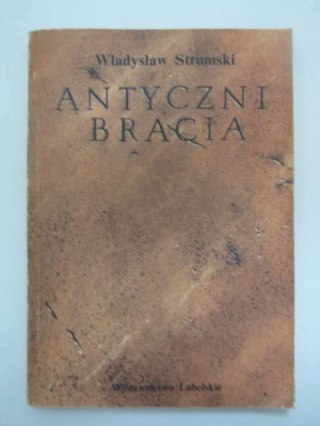 Władysław Strumski
ANTYCZNI
BRACIA
Wydawnictwo Lubelskie